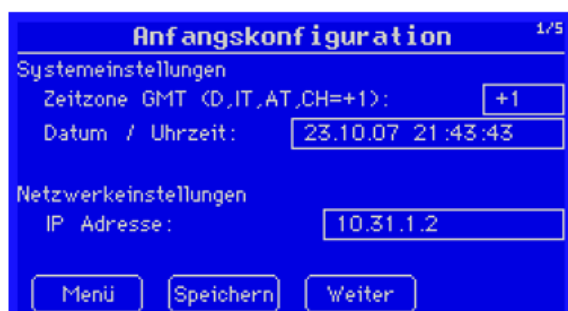 Anfangskonfiguration 1/5
Systemeinstellungen
Zeitzone GMT (D,IT,AT,CH=+1): +1
Datum / Uhrzeit: 23.10.07 21:43:43
Netzwerkeinstellungen
IP Adresse: 10.31.1.2
Menü Speichern Weiter